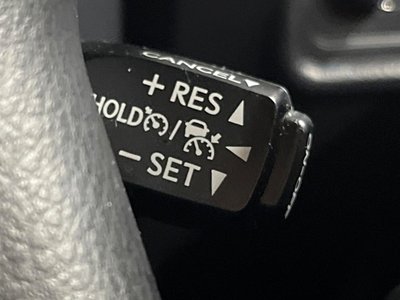 CANCEL
+ RES
HOLD /
- SET